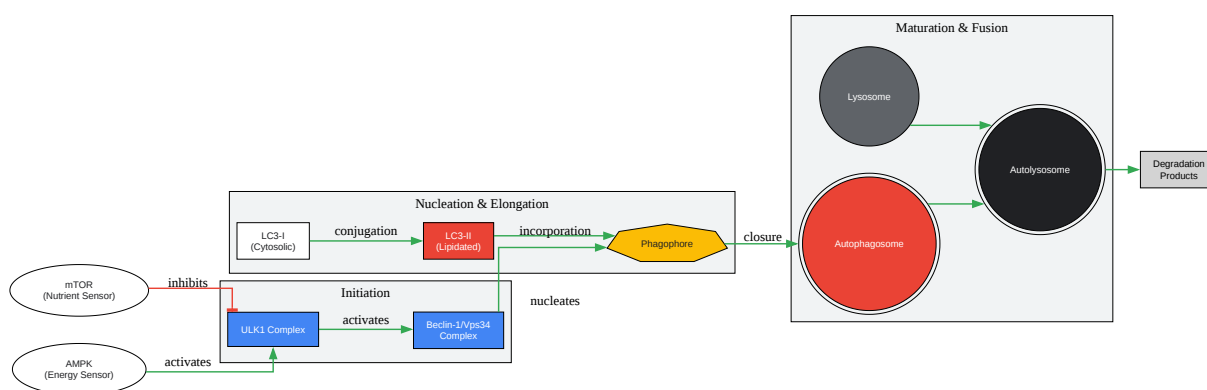 Maturation & Fusion
Lysosome
Autolysosome
Degradation
Products
Autophagosome
Nucleation & Elongation
LC3-I
(Cytosolic)
conjugation
LC3-II
(Lipidated)
incorporation
Phagophore
closure
mTOR
(Nutrient Sensor)
inhibits
Initiation
nucleates
ULK1 Complex
activates
Beclin-1/Vps34
Complex
AMPK
(Energy Sensor)
activates